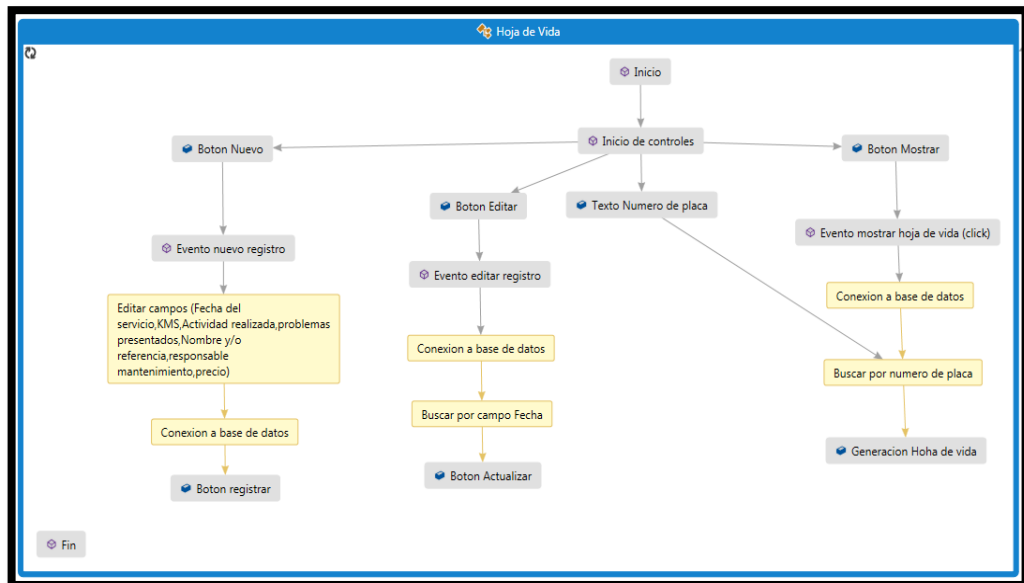 Hoja de Vida
Inicio
Inicio de controles
Boton Nuevo
Boton Mostrar
Boton Editar
Texto Numero de placa
Evento nuevo registro
Evento mostrar hoja de vida (click)
Evento editar registro
Editar campos (Fecha del
servicio,KMS,Actividad realizada,problemas
presentados,Nombre y/o
referencia,responsable
mantenimiento,precio)
Conexion a base de datos
Conexion a base de datos
Buscar por numero de placa
Buscar por campo Fecha
Conexion a base de datos
Generacion Hoha de vida
Boton Actualizar
Boton registrar
Fin